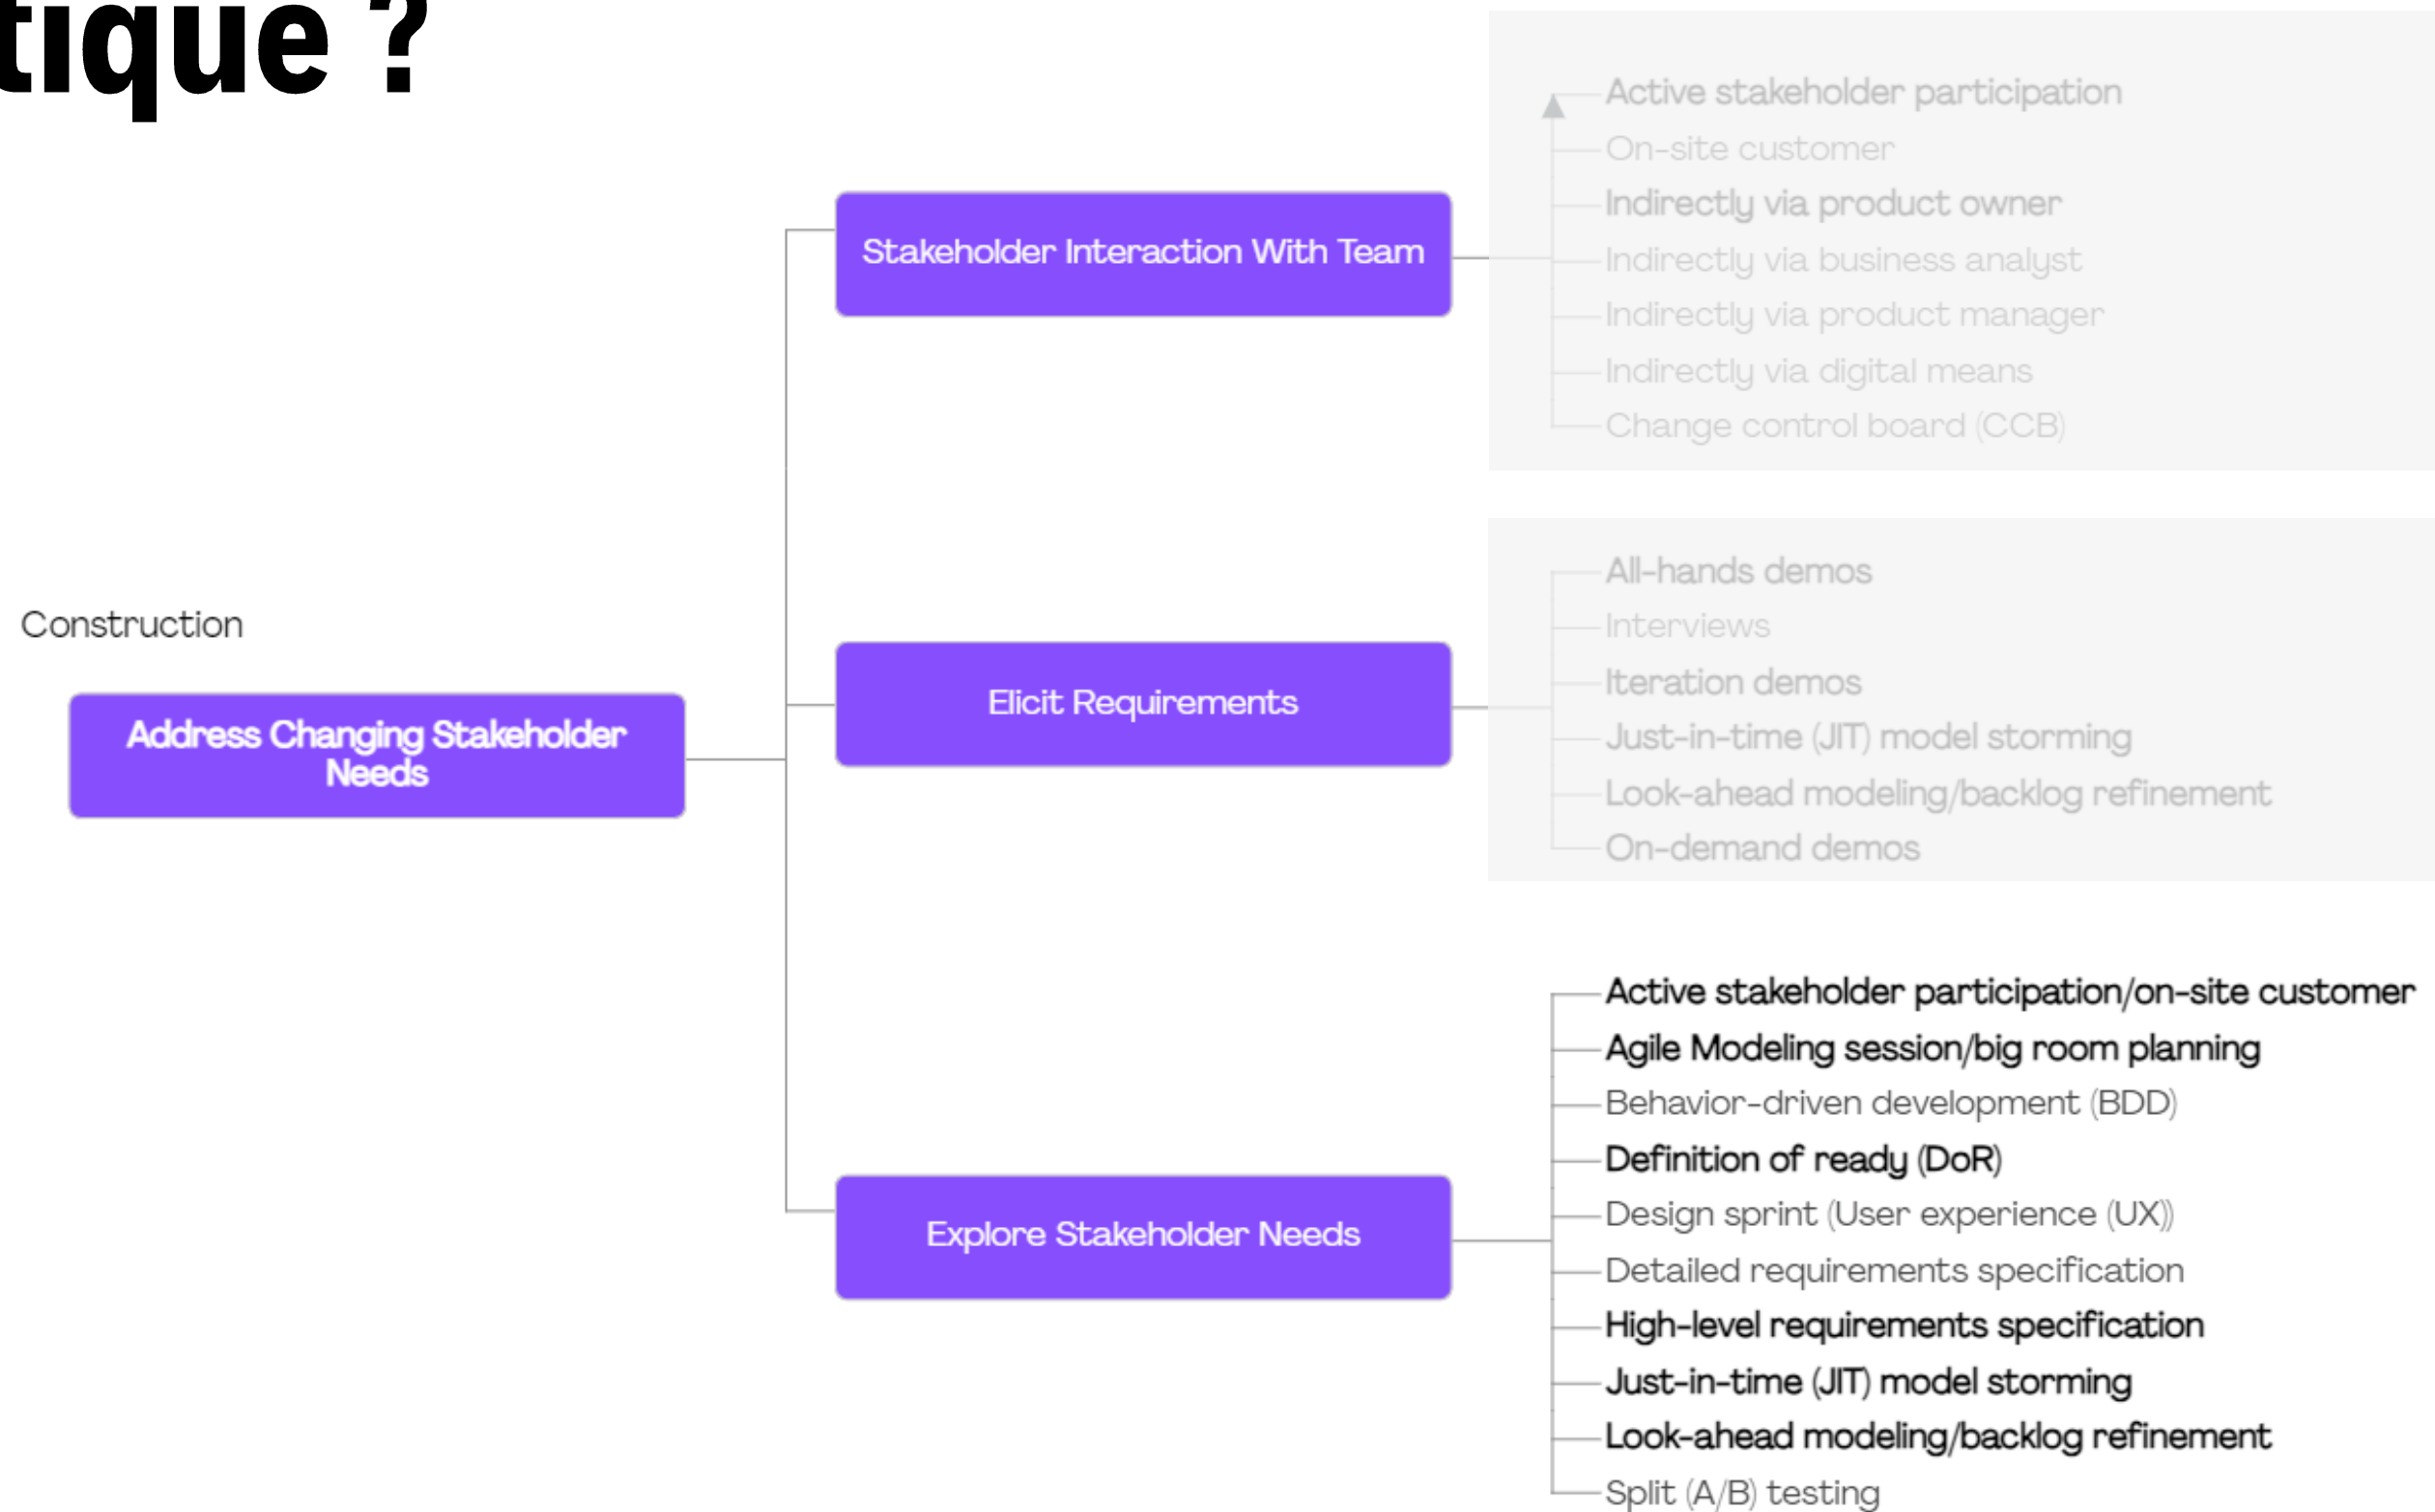 tique ?
Active stakeholder participation
On-site customer
Indirectly via product owner
Indirectly via business analyst
Indirectly via product manager
Indirectly via digital means
Change control board (CCB)
Stakeholder Interaction With Team
All-hands demos
Interviews
Iteration demos
Just-in-time (JIT) model storming
Look-ahead modeling/backlog refinement
On-demand demos
Construction
Elicit Requirements
Address Changing Stakeholder
Needs
Active stakeholder participation/on-site customer
Agile Modeling session/big room planning
Behavior-driven development (BDD)
Definition of ready (DoR)
Design sprint (User experience (UX))
Detailed requirements specification
High-level requirements specification
Just-in-time (JIT) model storming
Look-ahead modeling/backlog refinement
Split (A/B) testing
Explore Stakeholder Needs